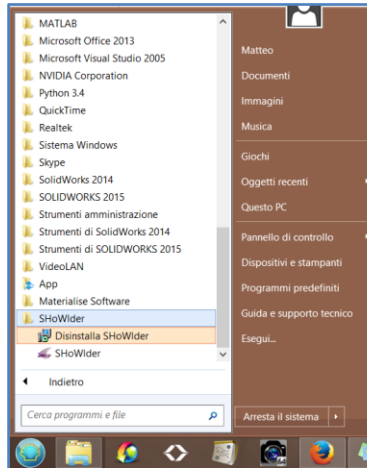 MATLAB
Microsoft Office 2013
Microsoft Visual Studio 2005
NVIDIA Corporation
Python 3.4
QuickTime
Realtek
Sistema Windows
Skype
SolidWorks 2014
SOLIDWORKS 2015
Strumenti amministrazione
Strumenti di SolidWorks 2014
Strumenti di SOLIDWORKS 2015
VideoLAN
App
Materialise Software
SHoWIder
Disinstalla SHoWIder
SHoWIder
Indietro
Cerca programmi e file
Matteo
Documenti
Immagini
Musica
Giochi
Oggetti recenti
Questo PC
Pannello di controllo
Dispositivi e stampanti
Programmi predefiniti
Guida e supporto tecnico
Esegui...
Arresta il sistema